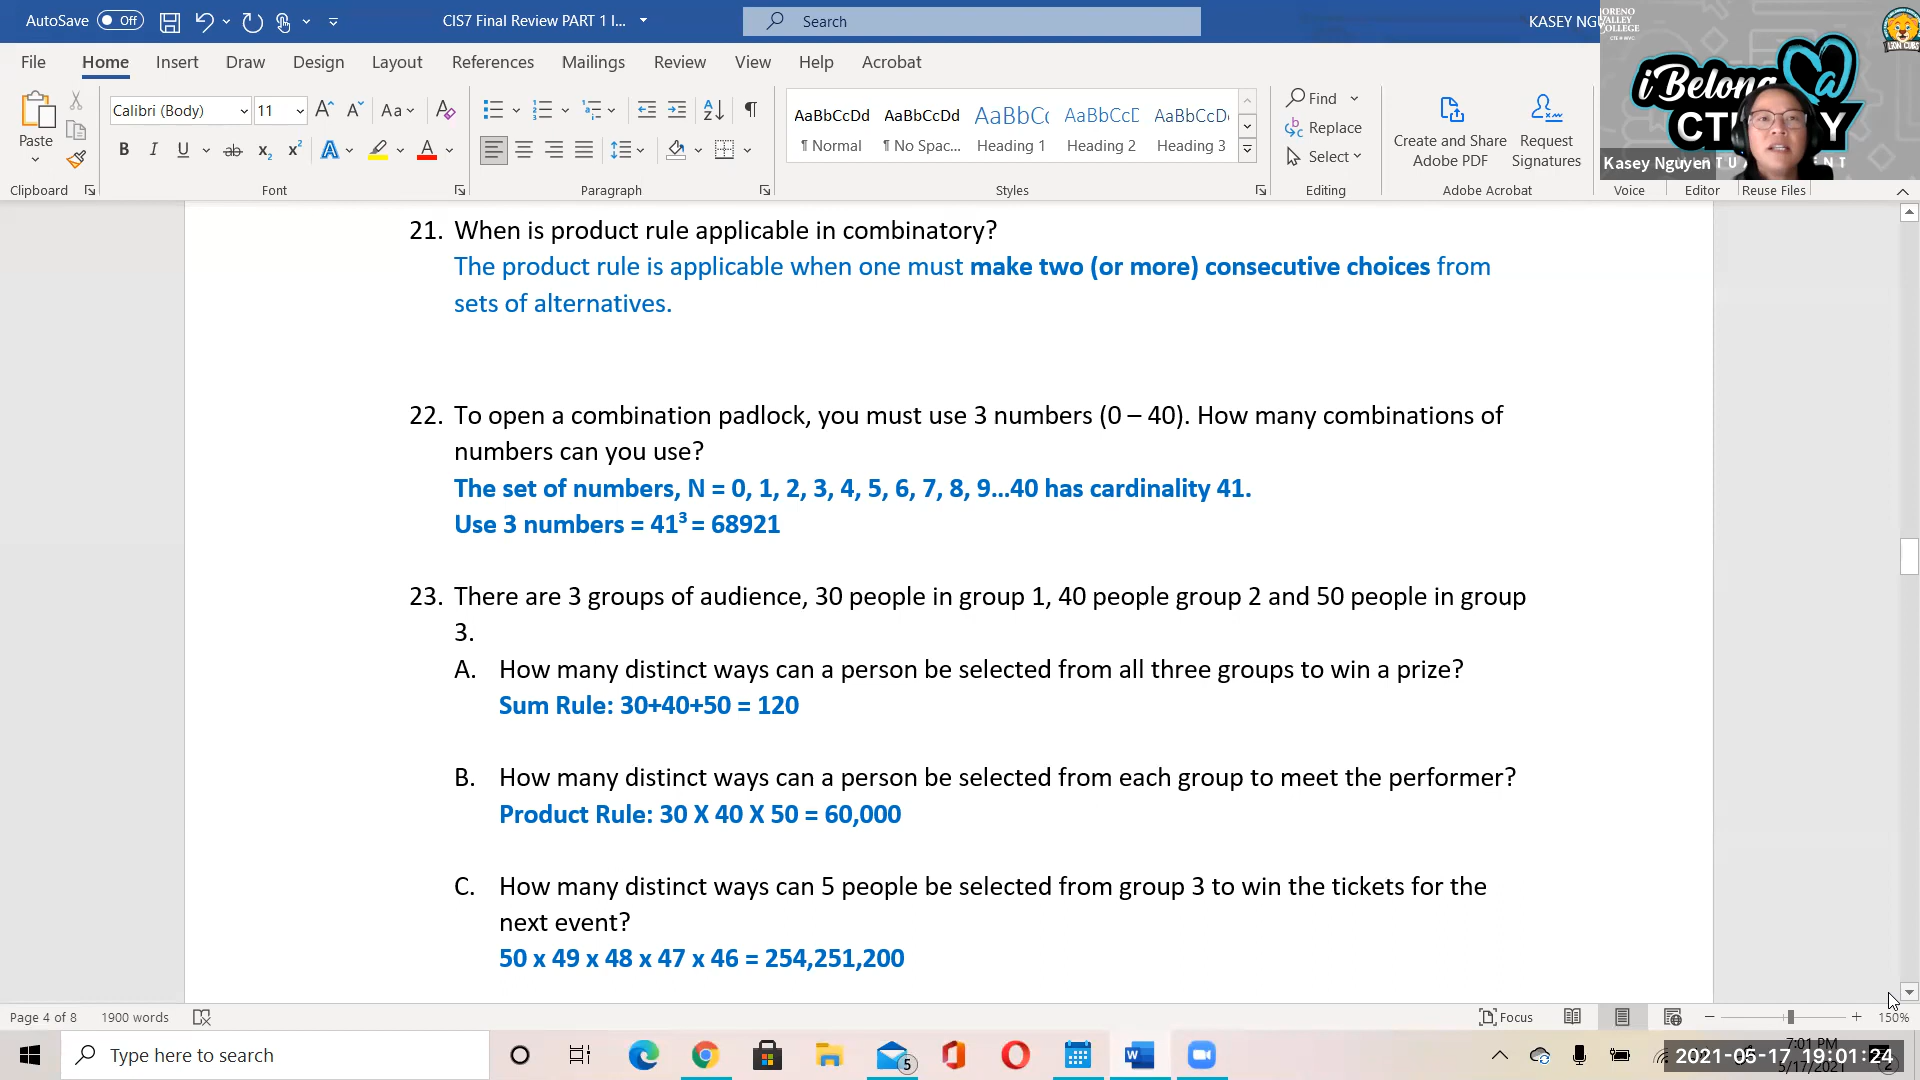 AutoSave Off CIS7 Final Review PART 1 I... Search KASEY NGU
File Home Insert Draw Design Layout References Mailings Review View Help Acrobat
Calibri (Body) 11 Aa
Paste
AaBbCcDd AaBbCcDd AaBbCc AaBbCcD AaBbCcD
¶ Normal ¶ No Spac... Heading 1 Heading 2 Heading 3
Find
Replace
Select
Create and Share Adobe PDF
Request Signatures
Clipboard Font Paragraph Styles Editing Adobe Acrobat Voice Editor Reuse Files
VALLEY
iBelong @
Kasey Nguyen
21. When is product rule applicable in combinatory?
The product rule is applicable when one must make two (or more) consecutive choices from
sets of alternatives.
22. To open a combination padlock, you must use 3 numbers (0 – 40). How many combinations of
numbers can you use?
The set of numbers, N = 0, 1, 2, 3, 4, 5, 6, 7, 8, 9...40 has cardinality 41.
Use 3 numbers = 41³ = 68921
23. There are 3 groups of audience, 30 people in group 1, 40 people group 2 and 50 people in group
3.
A. How many distinct ways can a person be selected from all three groups to win a prize?
Sum Rule: 30+40+50 = 120
B. How many distinct ways can a person be selected from each group to meet the performer?
Product Rule: 30 X 40 X 50 = 60,000
C. How many distinct ways can 5 people be selected from group 3 to win the tickets for the
next event?
50 x 49 x 48 x 47 x 46 = 254,251,200
Page 4 of 8 1900 words Focus 150%
Type here to search
5
7:01 PM
2021-05-17 19:01:24
5/17/2021